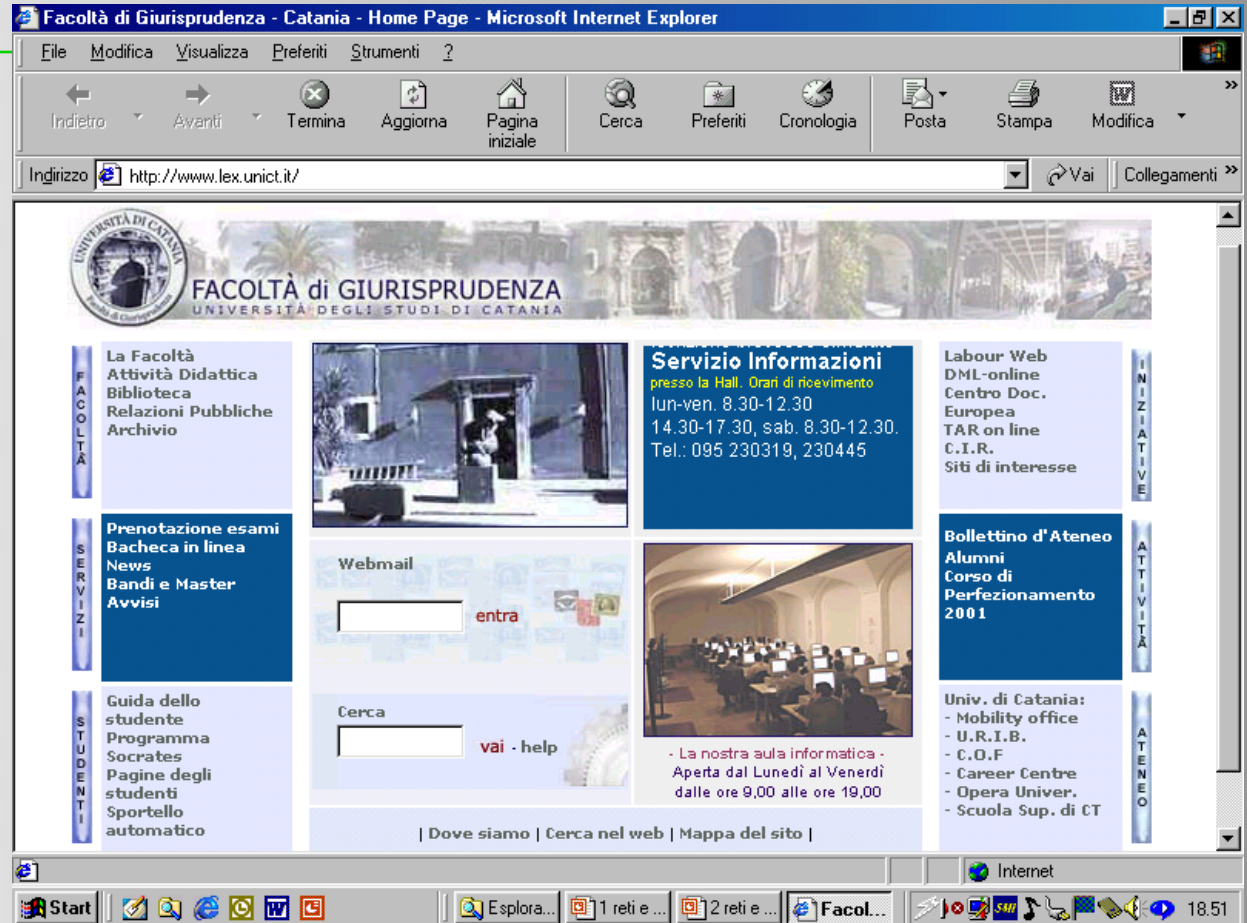 Facoltà di Giurisprudenza - Catania - Home Page - Microsoft Internet Explorer
File Modifica Visualizza Preferiti Strumenti ?
Indietro Avanti Termina Aggiorna Pagina iniziale Cerca Preferiti Cronologia Posta Stampa Modifica »
Indirizzo http://www.lex.unict.it/ Vai Collegamenti »
UNIVERSITÀ DI CATANIA
FACOLTÀ di GIURISPRUDENZA
UNIVERSITÀ DEGLI STUDI DI CATANIA
FACOLTÀ
La Facoltà
Attività Didattica
Biblioteca
Relazioni Pubbliche
Archivio
SERVIZI
Prenotazione esami
Bacheca in linea
News
Bandi e Master
Avvisi
STUDENTI
Guida dello
studente
Programma
Socrates
Pagine degli
studenti
Sportello
automatico
Webmail
entra
Cerca
vai - help
Servizio Informazioni
presso la Hall. Orari di ricevimento
lun-ven. 8.30-12.30
14.30-17.30, sab. 8.30-12.30.
Tel.: 095 230319, 230445
- La nostra aula informatica -
Aperta dal Lunedì al Venerdì
dalle ore 9,00 alle ore 19,00
| Dove siamo | Cerca nel web | Mappa del sito |
Labour Web
DML-online
Centro Doc.
Europea
TAR on line
C.I.R.
Siti di interesse
INIZIATIVE
Bollettino d'Ateneo
Alumni
Corso di
Perfezionamento
2001
ATTIVITÀ
Univ. di Catania:
- Mobility office
- U.R.I.B.
- C.O.F
- Career Centre
- Opera Univer.
- Scuola Sup. di CT
ATENEO
Internet
Start Esplora... 1 reti e ... 2 reti e ... Facol... 18.51